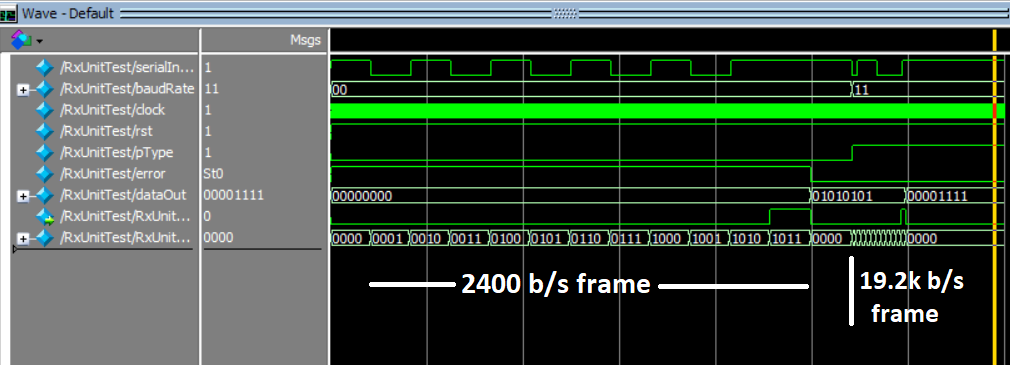 Wave - Default
Msgs
/RxUnitTest/serialIn... 1
/RxUnitTest/baudRate 11 00 11
/RxUnitTest/clock 1
/RxUnitTest/rst 1
/RxUnitTest/pType 1
/RxUnitTest/error St0
/RxUnitTest/dataOut 00001111 00000000 01010101 00001111
/RxUnitTest/RxUnit... 0
/RxUnitTest/RxUnit... 0000 0000 0001 0010 0011 0100 0101 0110 0111 1000 1001 1010 1011 0000 0000
2400 b/s frame
19.2k b/s
frame